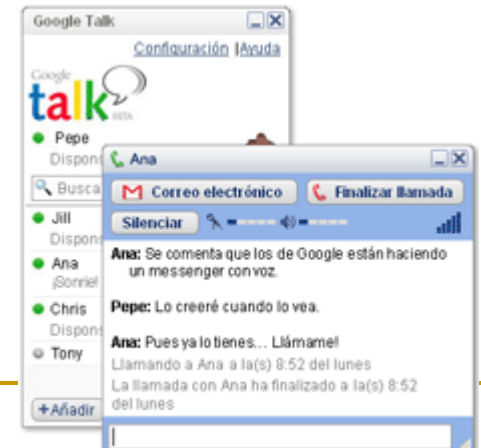 Google Talk
Configuración | Ayuda
Google
talk
BETA
Pepe
Busca
Jill
Ana
¡Sonríe!
Chris
Tony
+Añadir
Ana
Correo electrónico
Finalizar llamada
Silenciar
Ana: Se comenta que los de Google están haciendo
un messenger con voz.
Pepe: Lo creeré cuando lo vea.
Ana: Pues ya lo tienes... Llámame!
Llamando a Ana a la(s) 8:52 del lunes
La llamada con Ana ha finalizado a la(s) 8:52
del lunes